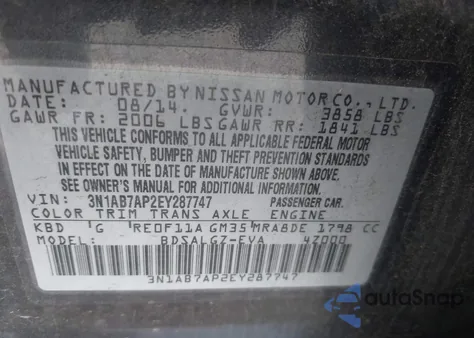 MANUFACTURED BY NISSAN MOTOR CO., LTD.
DATE: 08/14. GVWR: 3858 LBS
GAWR FR: 2006 LBS GAWR RR: 1841 LBS
THIS VEHICLE CONFORMS TO ALL APPLICABLE FEDERAL MOTOR
VEHICLE SAFETY, BUMPER AND THEFT PREVENTION STANDARDS
IN EFFECT ON THE DATE OF MANUFACTURE SHOWN ABOVE.
SEE OWNER'S MANUAL FOR ADDITIONAL INFORMATION
VIN: 3N1AB7AP2EY287747 PASSENGER CAR.
COLOR TRIM TRANS AXLE ENGINE
KBD G RE0F11A GM35 MRA8DE 1798 CC
MODEL: BDSALGZ-EVA 4Z000
3N1AB7AP2EY287747
autaSnap